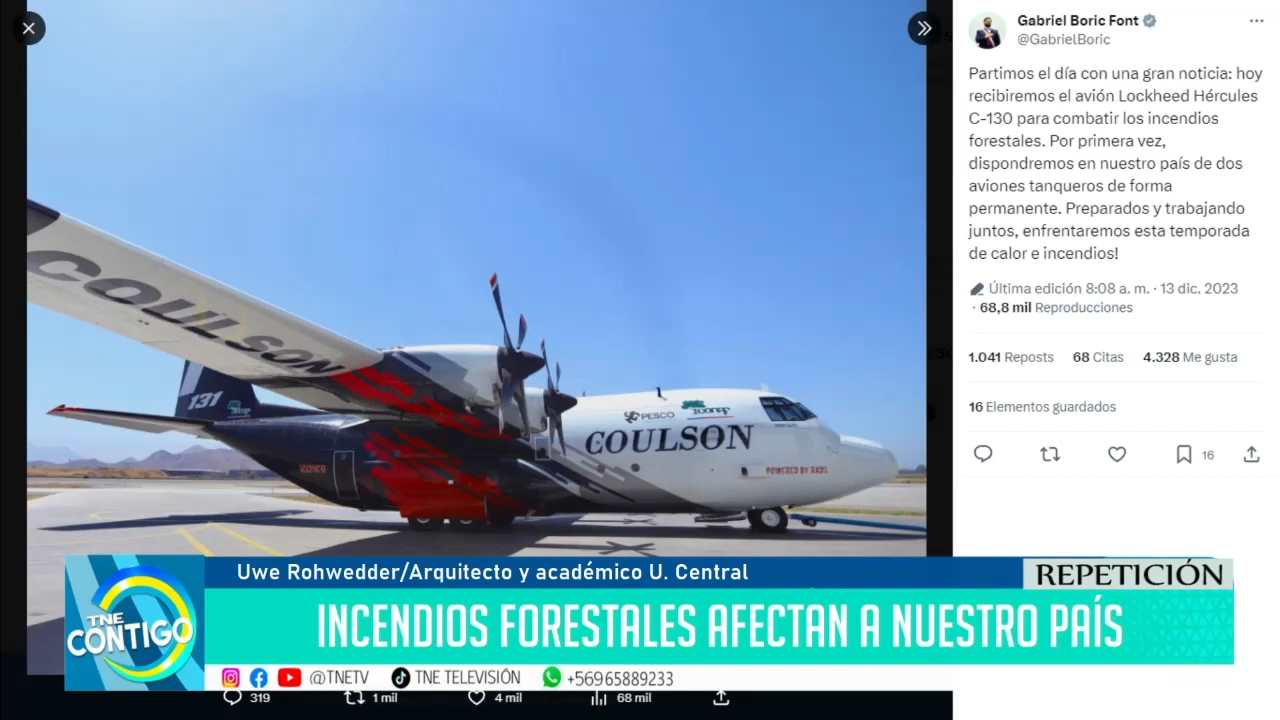 Gabriel Boric Font
@GabrielBoric
Partimos el día con una gran noticia: hoy
recibiremos el avión Lockheed Hércules
C-130 para combatir los incendios
forestales. Por primera vez,
dispondremos en nuestro país de dos
aviones tanqueros de forma
permanente. Preparados y trabajando
juntos, enfrentaremos esta temporada
de calor e incendios!
Última edición 8:08 a. m. · 13 dic. 2023
· 68,8 mil Reproducciones
1.041 Reposts 68 Citas 4.328 Me gusta
16 Elementos guardados
16
COULSON
131
PESCO
COULSON
Uwe Rohwedder/Arquitecto y académico U. Central
REPETICIÓN
TNE
CONTIGO
INCENDIOS FORESTALES AFECTAN A NUESTRO PAÍS
@TNETV
TNE TELEVISIÓN
+56965889233
319
1 mil
4 mil
68 mil